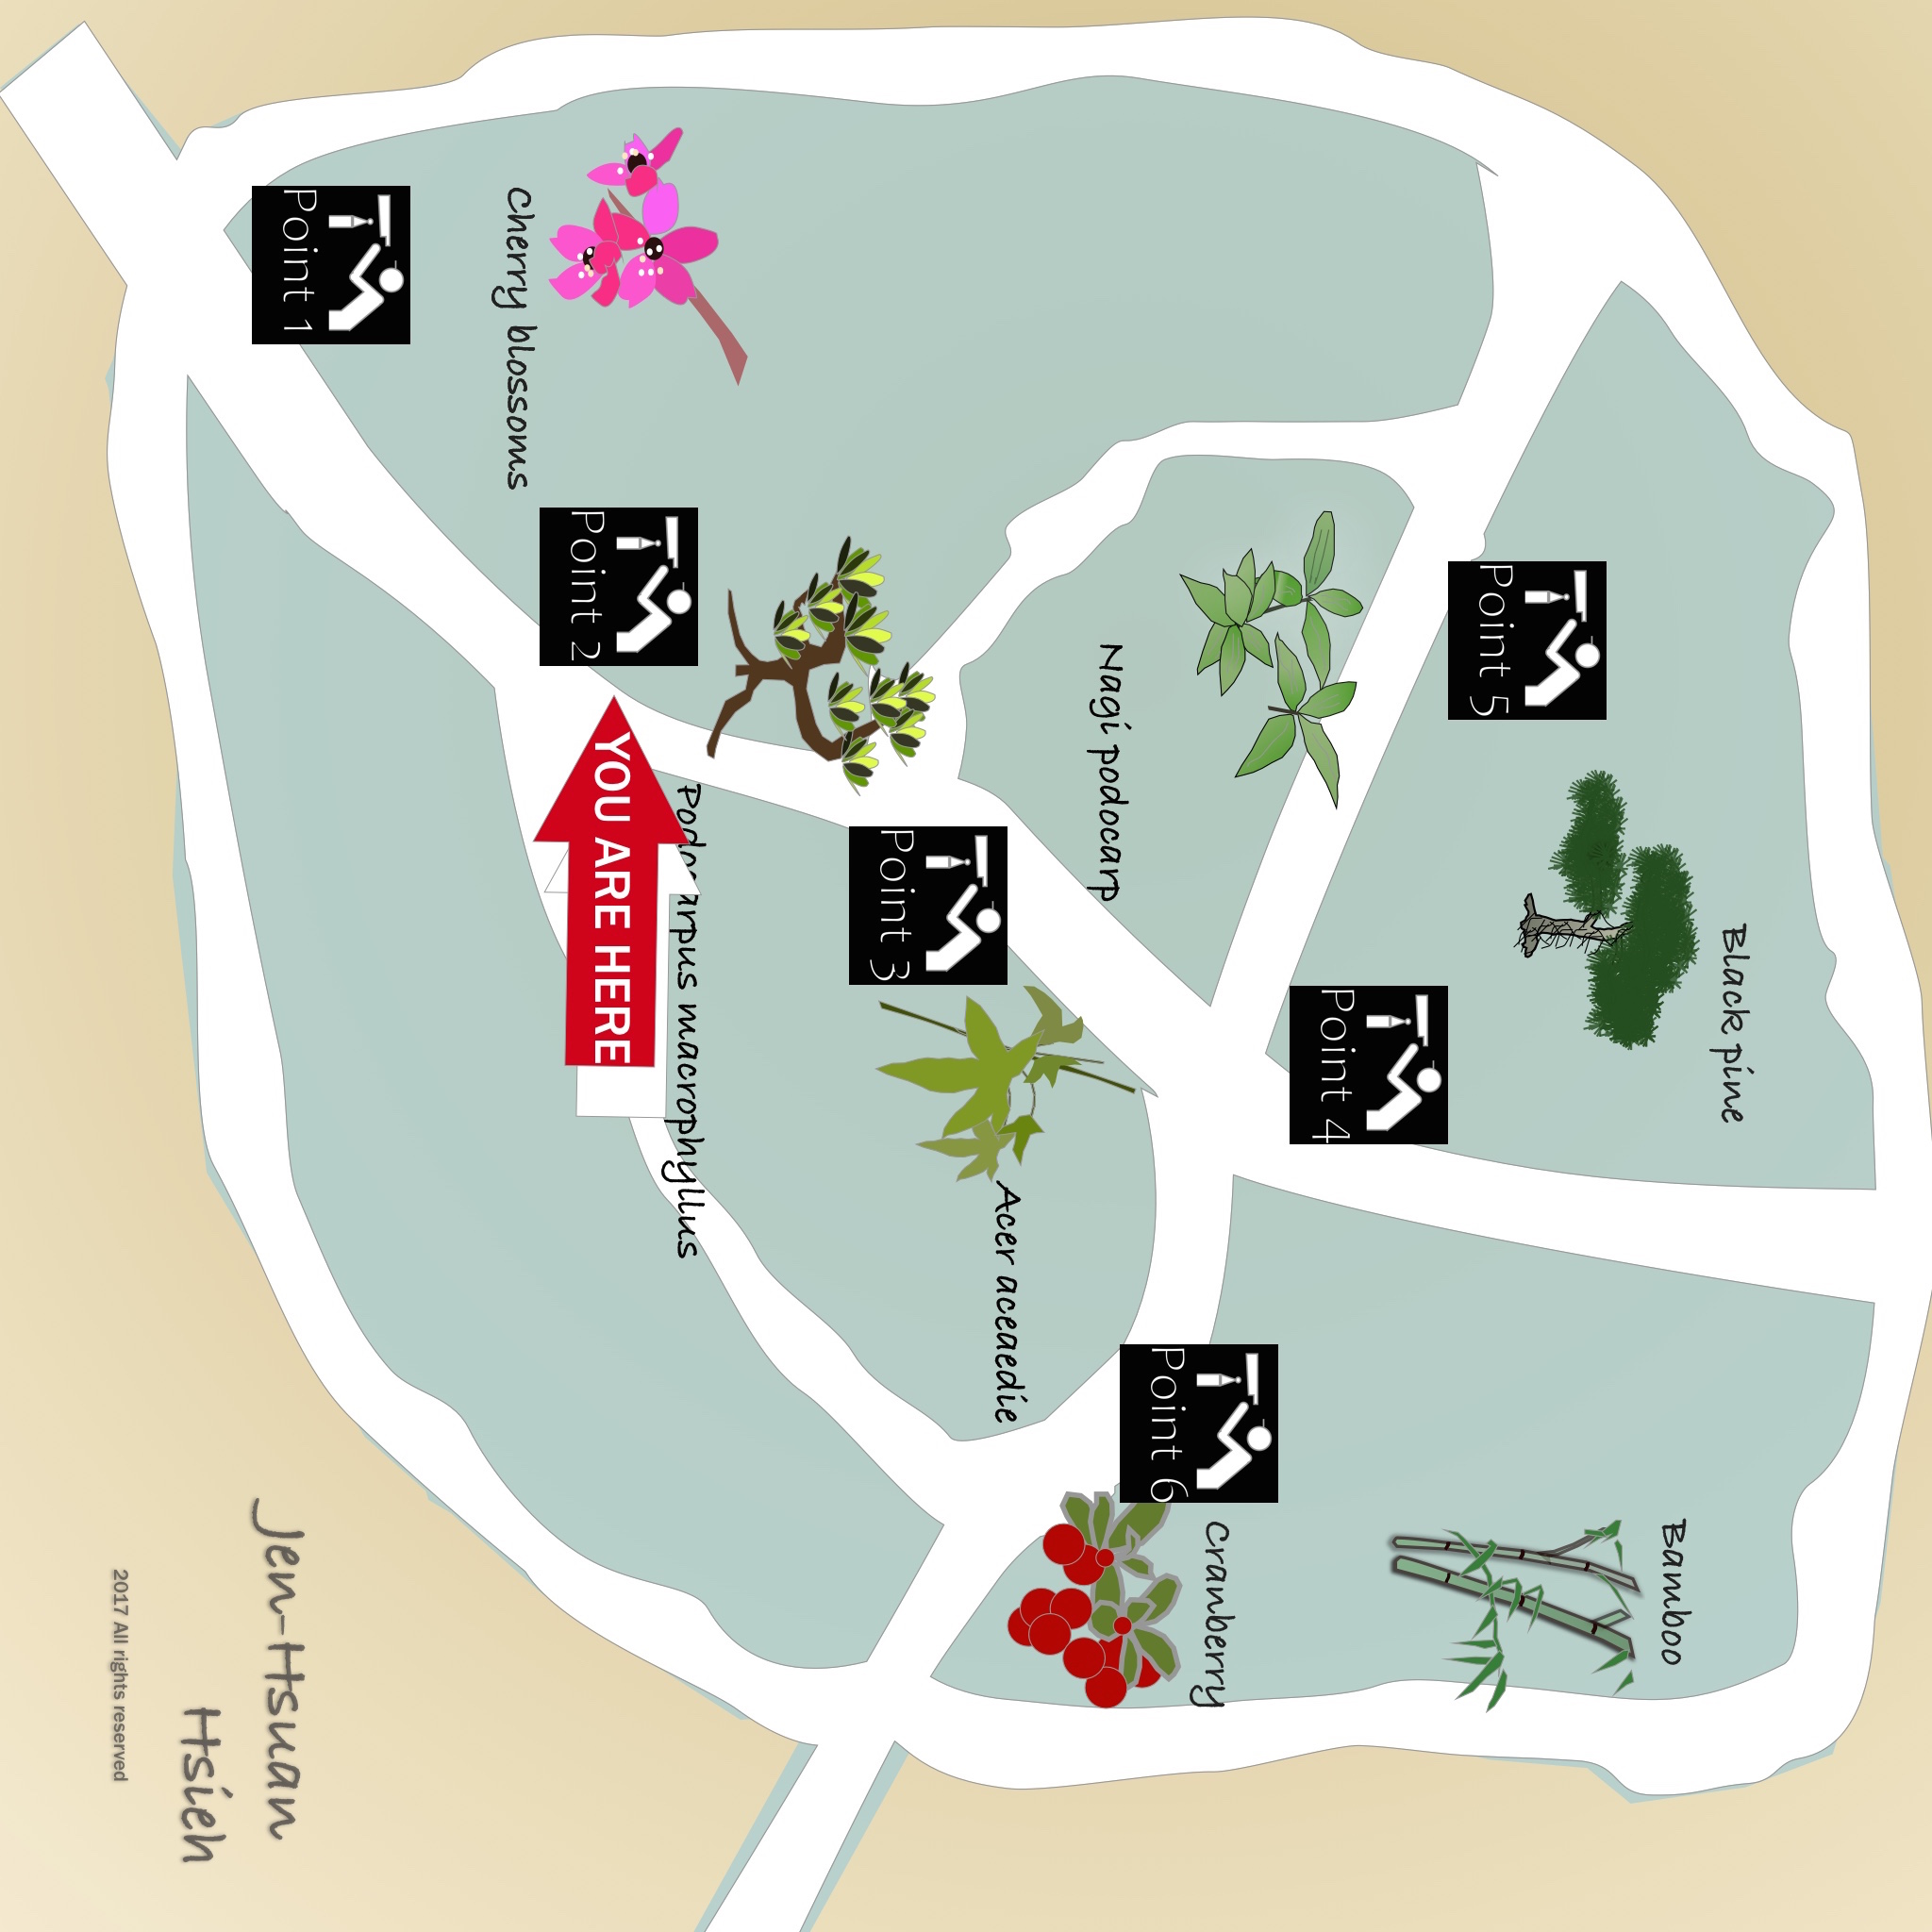 Black pine
Bamboo
Point 5
Point 4
Cranberry
Point 6
Nagi podocarp
Acer aceaedie
Point 3
Podocarpus macrophyllus
YOU ARE HERE
Point 2
Cherry blossoms
Point 1
Jen-Hsuan
Hsieh
2017 All rights reserved